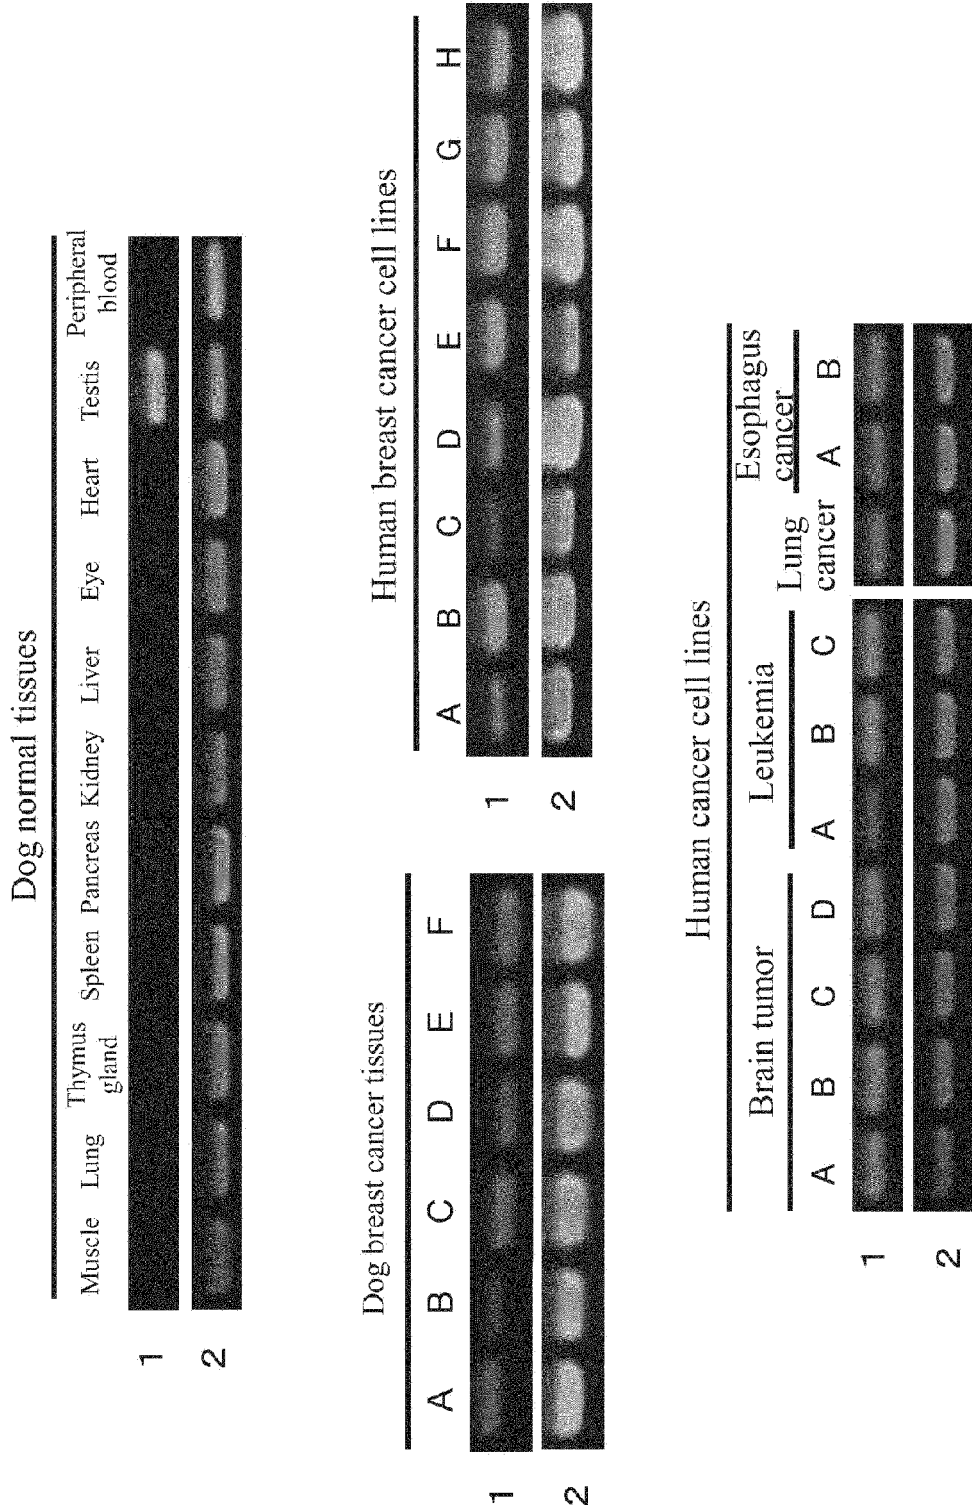 Dog normal tissues
Muscle Lung Thymus gland Spleen Pancreas Kidney Liver Eye Heart Testis Peripheral blood
1
2
Dog breast cancer tissues
A B C D E F
1
2
Human breast cancer cell lines
A B C D E F G H
1
2
Human cancer cell lines
Brain tumor Leukemia Lung cancer Esophagus cancer
A B C D A B C A B
1
2